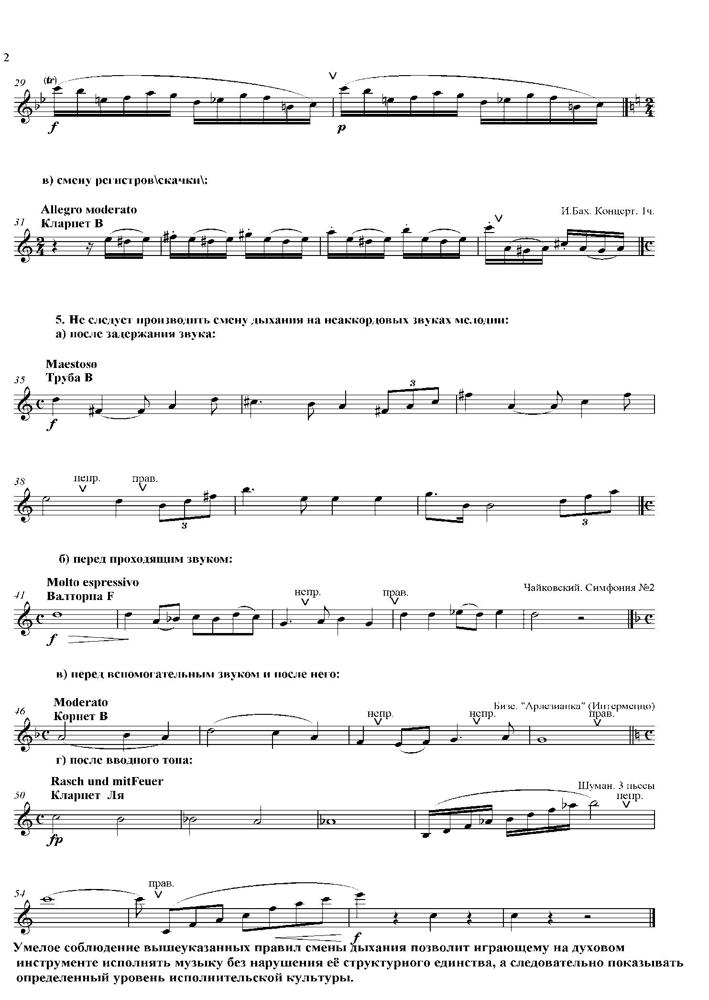 2
29
(tr)
f
p
в) смену регистров\скачки\:
Allegro moderato
И.Бах. Концерт. 1ч.
31
Кларнет В
5. Не следует производить смену дыхания на неаккордовых звуках мелодии:
а) после задержания звука:
Maestoso
35
Труба В
3
f
38
непр.
прав.
3
3
б) перед проходящим звуком:
Molto espressivo
Чайковский. Симфония №2
41
Валторна F
непр.
прав.
f
в) перед вспомогательным звуком и после него:
Moderato
Бизе. "Арлезианка" (Интермеццо)
46
Корнет В
непр.
непр.
прав.
г) после вводного тона:
Rasch und mitFeuer
Шуман. 3 пьесы
50
Кларнет Ля
непр.
fp
54
прав.
f
Умелое соблюдение вышеуказанных правил смены дыхания позволит играющему на духовом
инструменте исполнять музыку без нарушения её структурного единства, а следовательно показывать
определенный уровень исполнительской культуры.